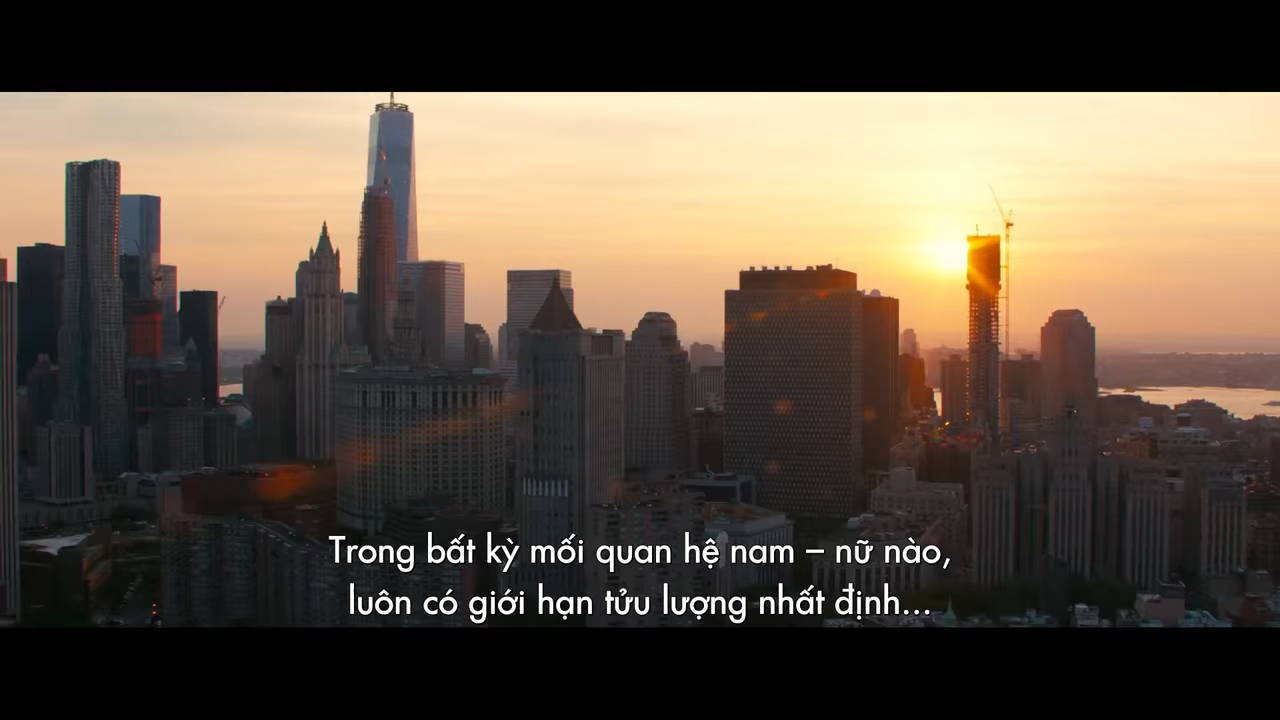 Trong bất kỳ mối quan hệ nam – nữ nào,
luôn có giới hạn tửu lượng nhất định...